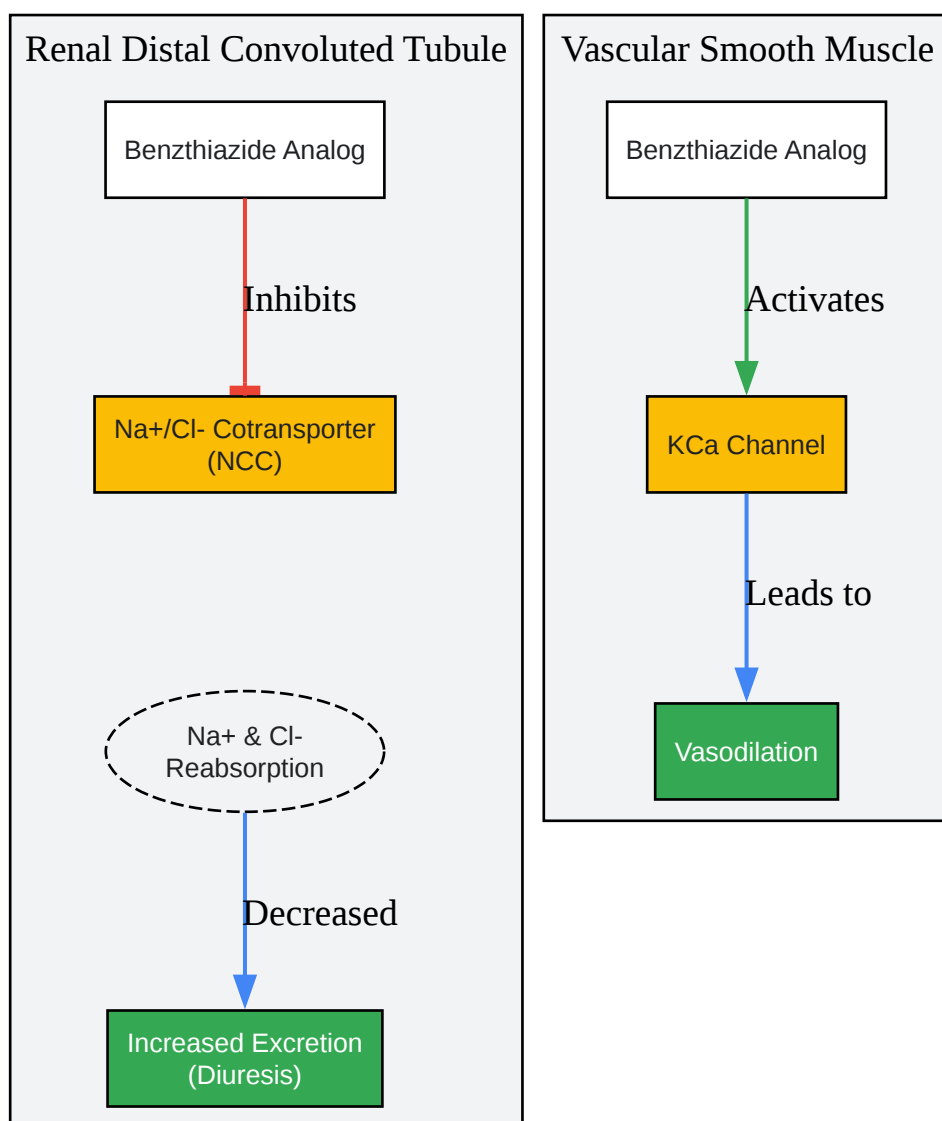 Renal Distal Convoluted Tubule
Benzthiazide Analog
Inhibits
Na+/Cl- Cotransporter
(NCC)
Na+ & Cl-
Reabsorption
Decreased
Increased Excretion
(Diuresis)
Vascular Smooth Muscle
Benzthiazide Analog
Activates
KCa Channel
Leads to
Vasodilation